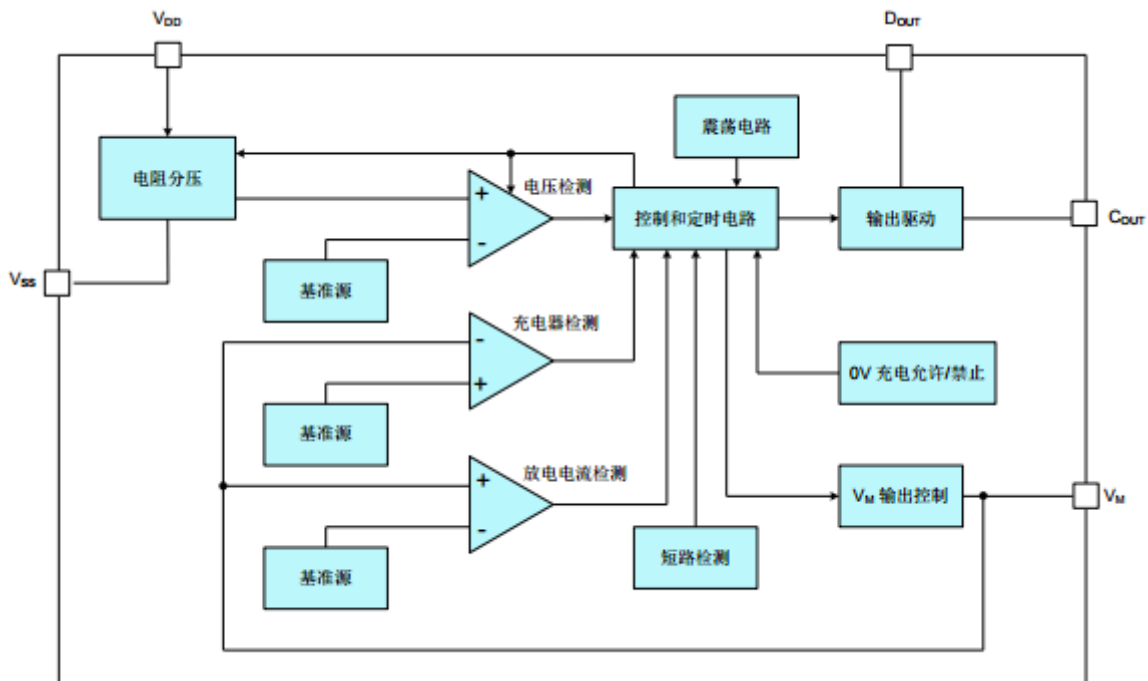 VDD
DOUT
震荡电路
电阻分压
电压检测
+
控制和定时电路
输出驱动
COUT
-
VSS
基准源
充电器检测
-
0V 充电允许/禁止
+
基准源
放电电流检测
+
VM 输出控制
VM
-
短路检测
基准源